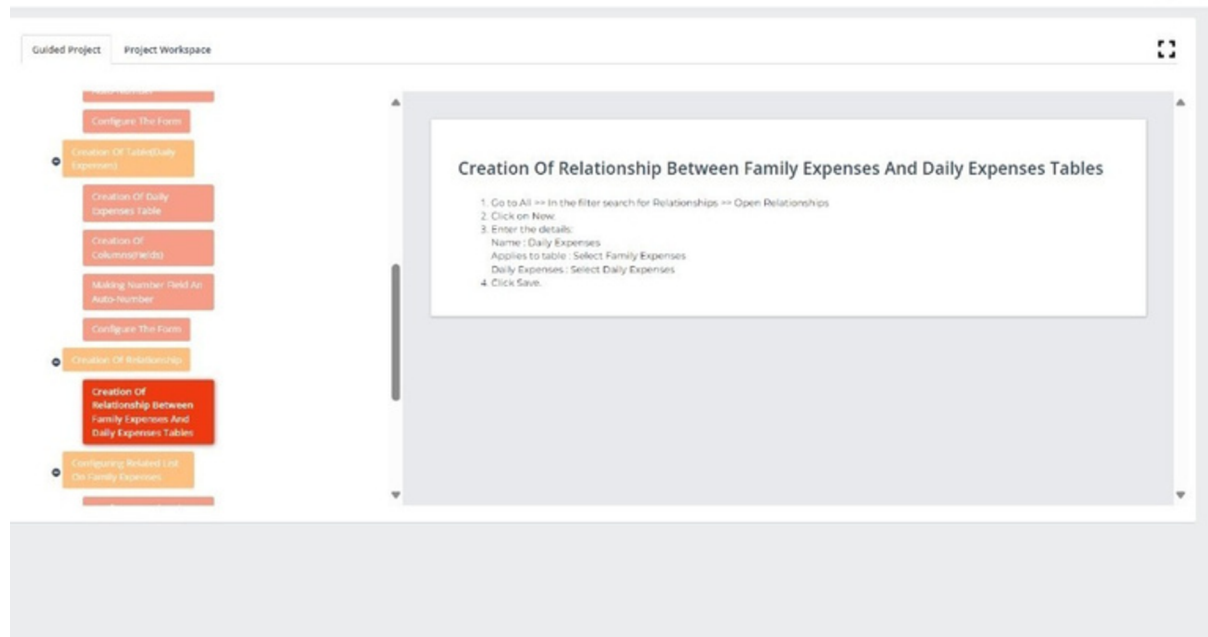 Guided Project
Project Workspace
Configure The Form
Creation Of Table(Daily
Expenses)
Creation Of Daily
Expenses Table
Creation Of
Columns(Fields)
Making Number Field An
Auto-Number
Configure The Form
Creation Of Relationship
Creation Of
Relationship Between
Family Expenses And
Daily Expenses Tables
Configuring Related List
On Family Expenses
Creation Of Relationship Between Family Expenses And Daily Expenses Tables
1. Go to All >> In the filter search for Relationships >> Open Relationships
2. Click on New.
3. Enter the details:
Name : Daily Expenses
Applies to table : Select Family Expenses
Daily Expenses : Select Daily Expenses
4. Click Save.